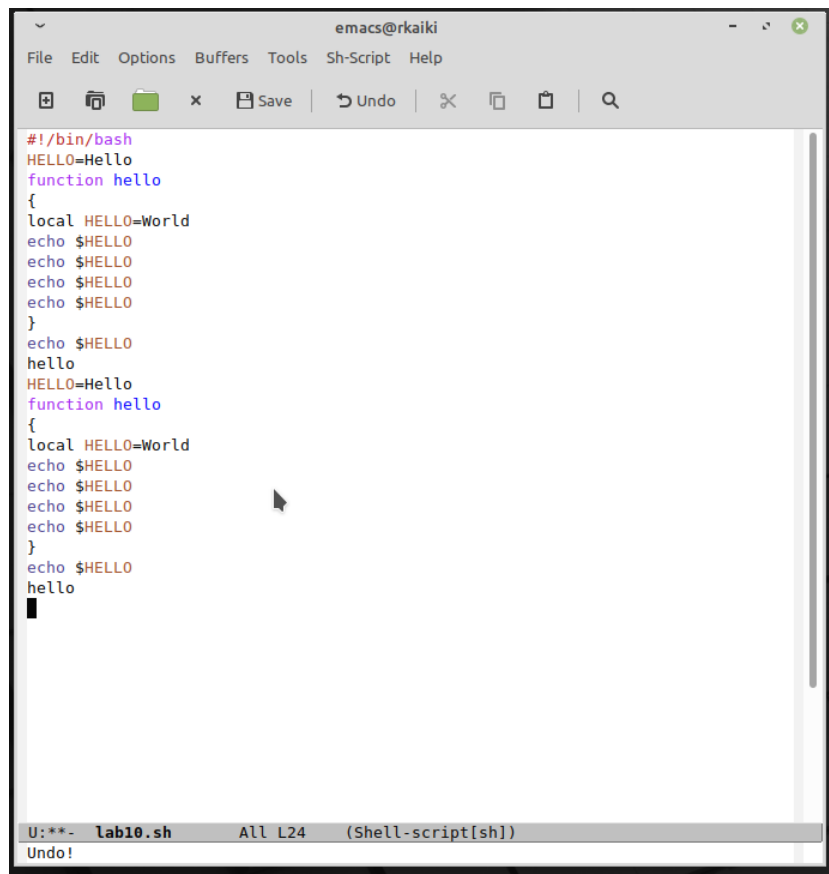 emacs@rkaiki
File Edit Options Buffers Tools Sh-Script Help
Save Undo
#!/bin/bash
HELLO=Hello
function hello
{
local HELLO=World
echo $HELLO
echo $HELLO
echo $HELLO
echo $HELLO
}
echo $HELLO
hello
HELLO=Hello
function hello
{
local HELLO=World
echo $HELLO
echo $HELLO
echo $HELLO
echo $HELLO
}
echo $HELLO
hello
U:**- lab10.sh All L24 (Shell-script[sh])
Undo!